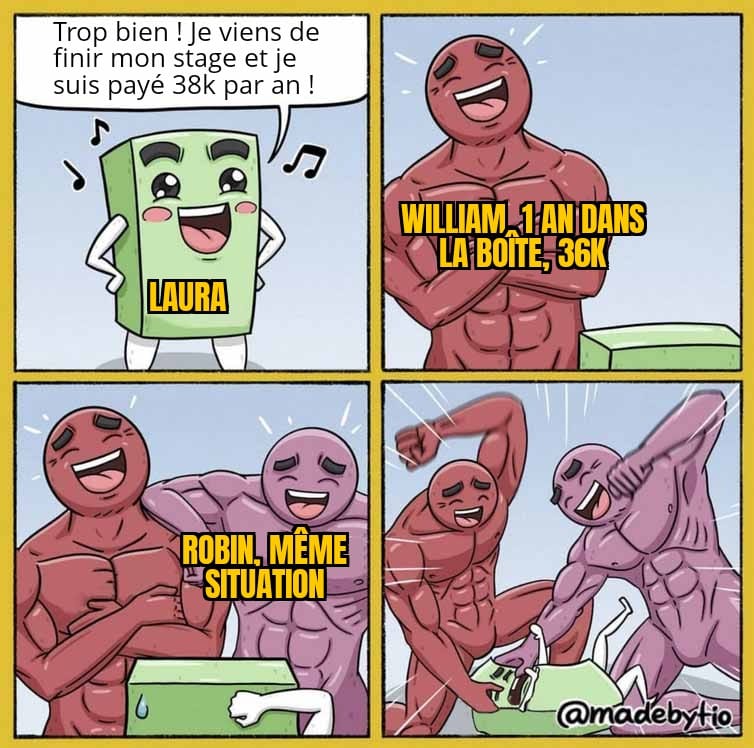 Trop bien ! Je viens de
finir mon stage et je
suis payé 38k par an !
LAURA
WILLIAM, 1 AN DANS
LA BOÎTE, 36K
ROBIN, MÊME
SITUATION
@madebytio